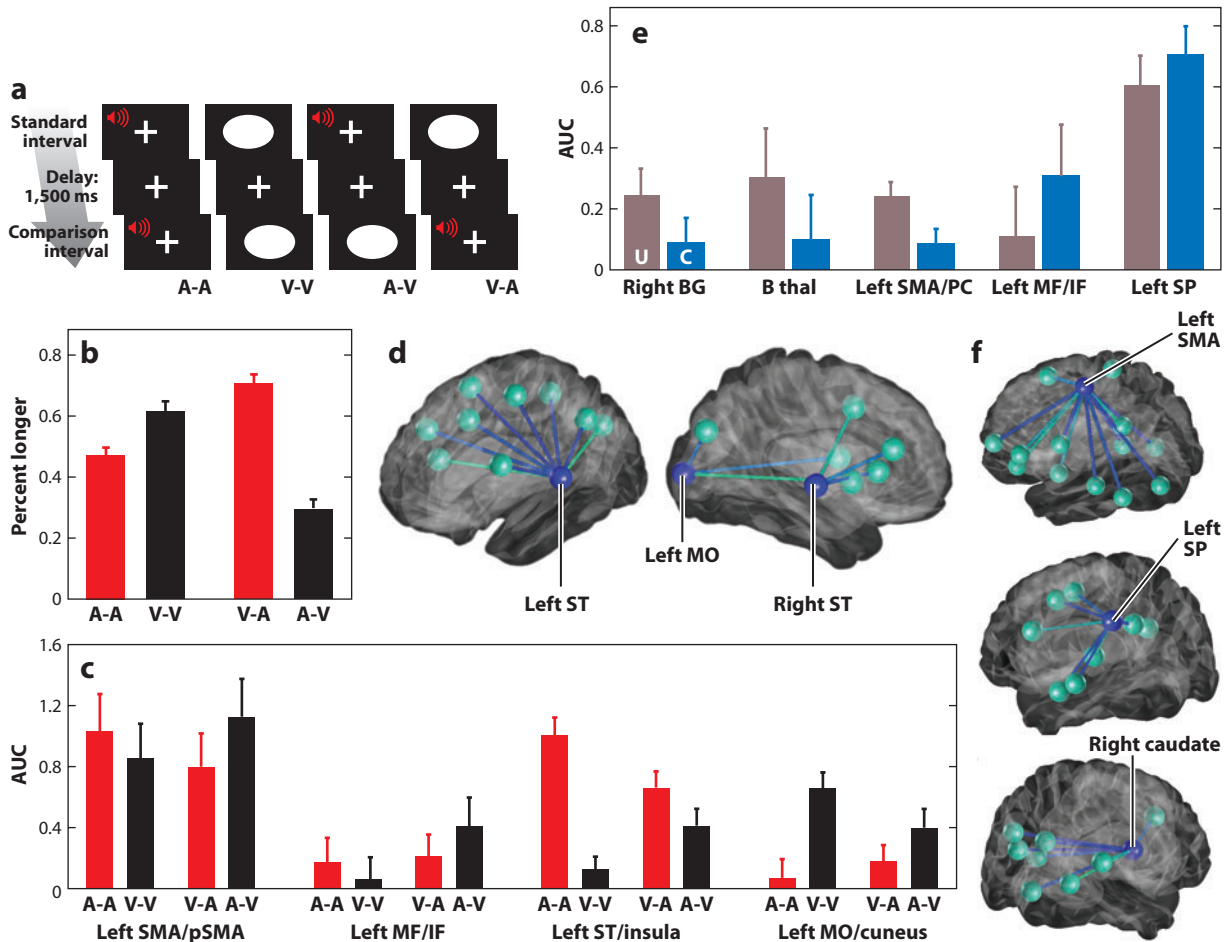 a
Standard
interval
Delay:
1,500 ms
Comparison
interval
A-A V-V A-V V-A
e
AUC
0.8
0.6
0.4
0.2
0
U C
Right BG B thal Left SMA/PC Left MF/IF Left SP
b
Percent longer
0.8
0.6
0.4
0.2
0
A-A V-V V-A A-V
d
Left MO
Left ST
Right ST
f
Left
SMA
Left
SP
Right caudate
c
AUC
1.6
1.2
0.8
0.4
0
A-A V-V V-A A-V A-A V-V V-A A-V A-A V-V V-A A-V A-A V-V V-A A-V
Left SMA/pSMA Left MF/IF Left ST/insula Left MO/cuneus